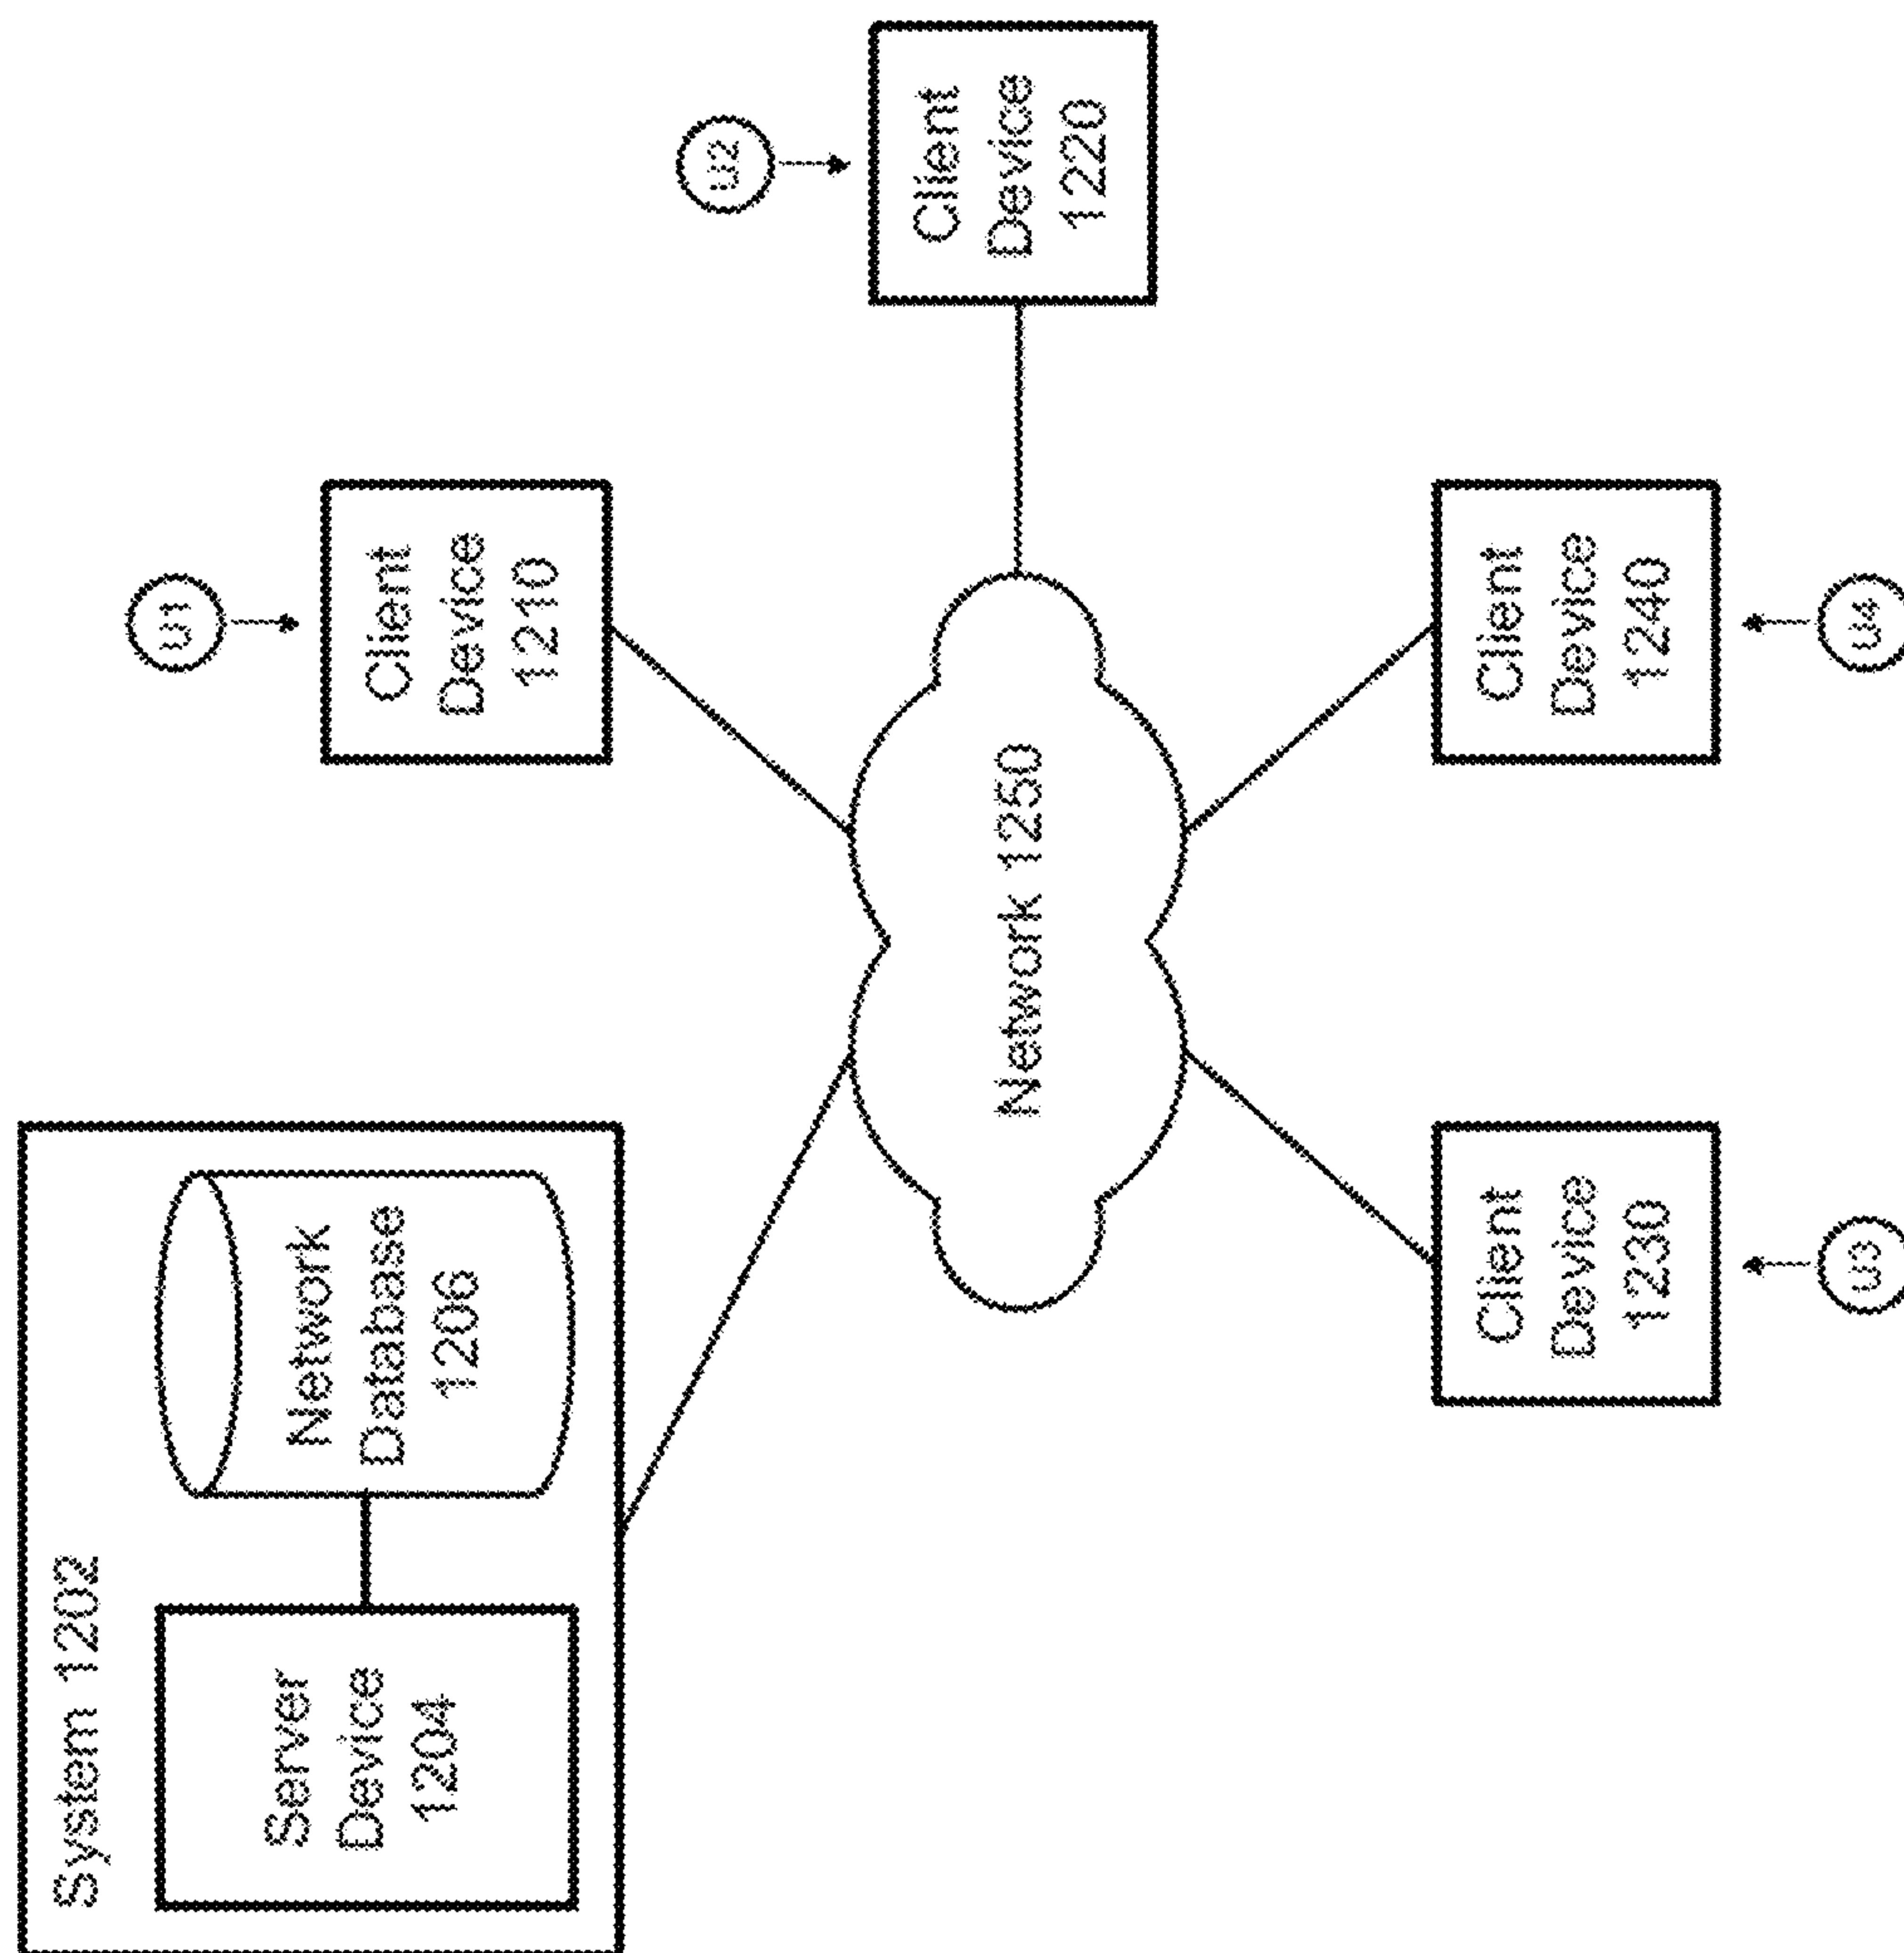 System 1202
Server
Device
1204
Network
Database
1206
U1
Client
Device
1210
U2
Client
Device
1220
Network 1250
Client
Device
1230
U3
Client
Device
1240
U4